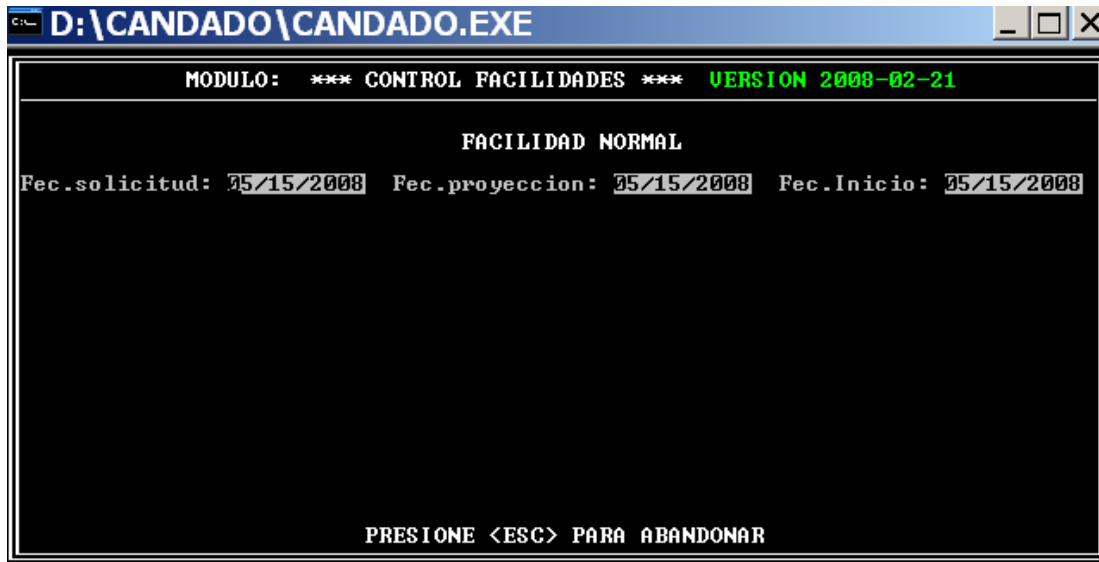 D:\CANDADO\CANDADO.EXE
MODULO: *** CONTROL FACILIDADES *** VERSION 2008-02-21
FACILIDAD NORMAL
Fec.solicitud: 05/15/2008 Fec.proyeccion: 05/15/2008 Fec.Inicio: 05/15/2008
PRESIONE <ESC> PARA ABANDONAR